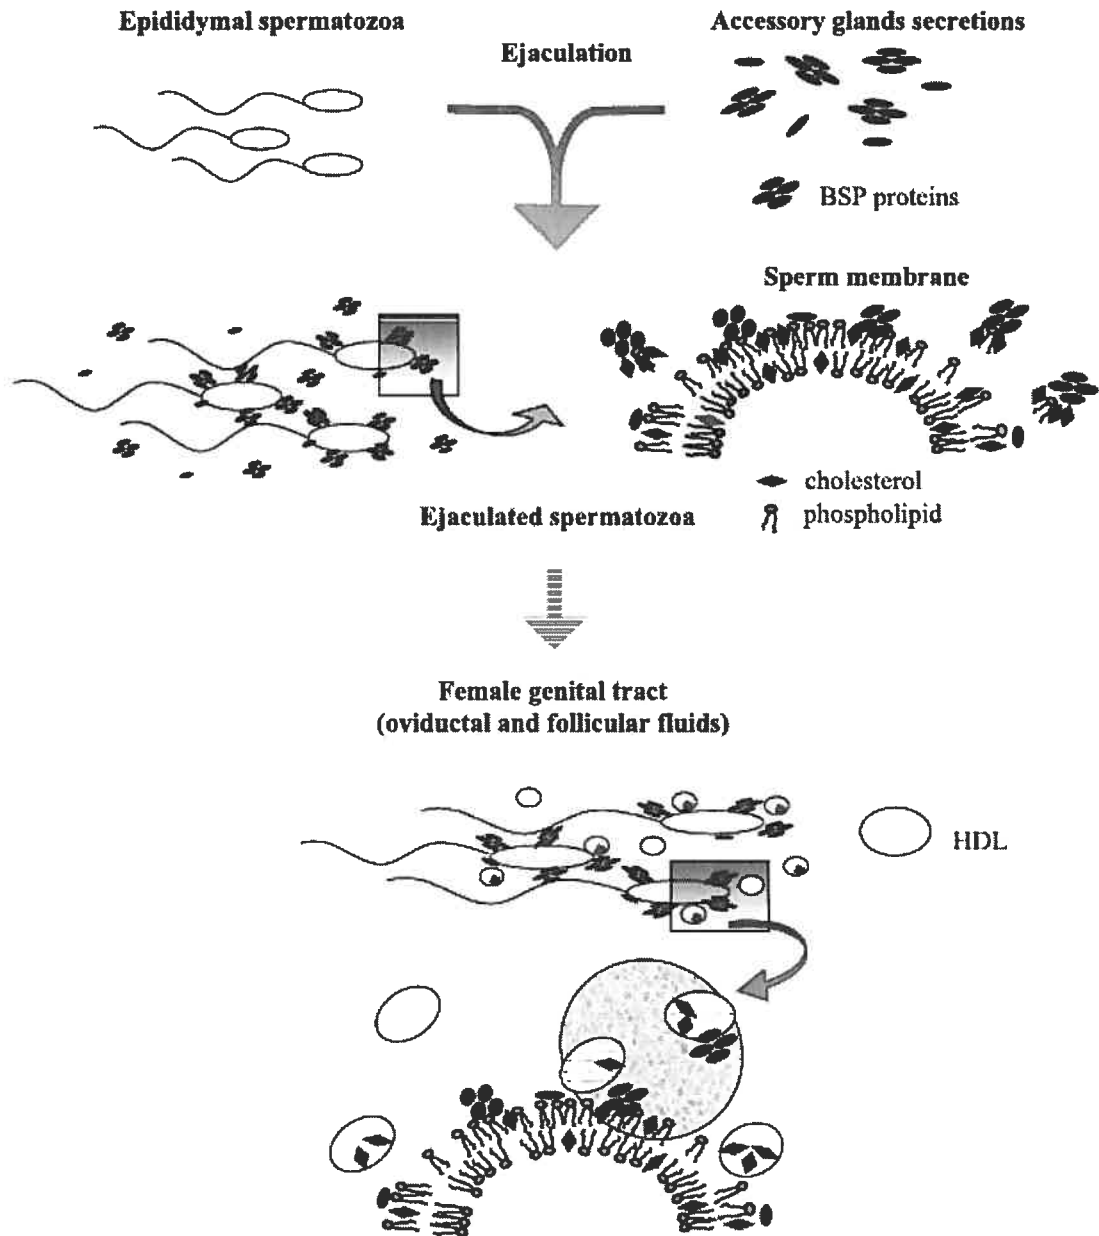 Epididymal spermatozoa
Accessory glands secretions
Ejaculation
BSP proteins
Sperm membrane
cholesterol
phospholipid
Ejaculated spermatozoa
Female genital tract
(oviductal and follicular fluids)
HDL